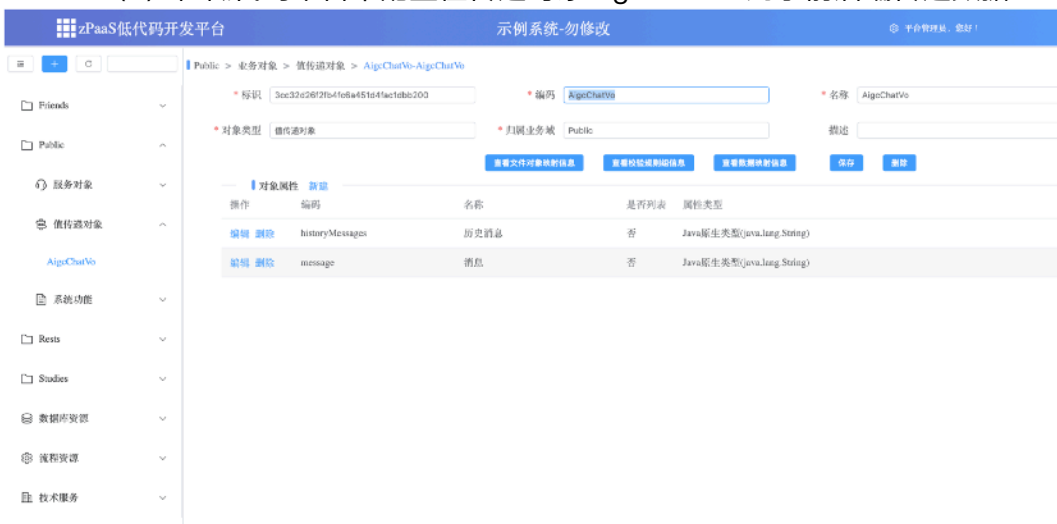 zPaaS低代码开发平台 示例系统-勿修改 平台管理员,您好!
Public > 业务对象 > 值传递对象 > AigcChatVo-AigcChatVo
* 标识 * 编码 AigcChatVo * 名称 AigcChatVo
* 对象类型 值传递对象 * 归属业务域 Public 描述
查看文件对象映射信息 查看校验规则组信息 查看数据映射信息 保存 删除
对象属性 新建
操作 编码 名称 是否列表 属性类型
编辑 删除 historyMessages 历史消息 否 Java原生类型(java.lang.String)
编辑 删除 message 消息 否 Java原生类型(java.lang.String)
Friends
Public
服务对象
值传递对象
AigcChatVo
系统功能
Rests
Studies
数据库资源
流程资源
技术服务